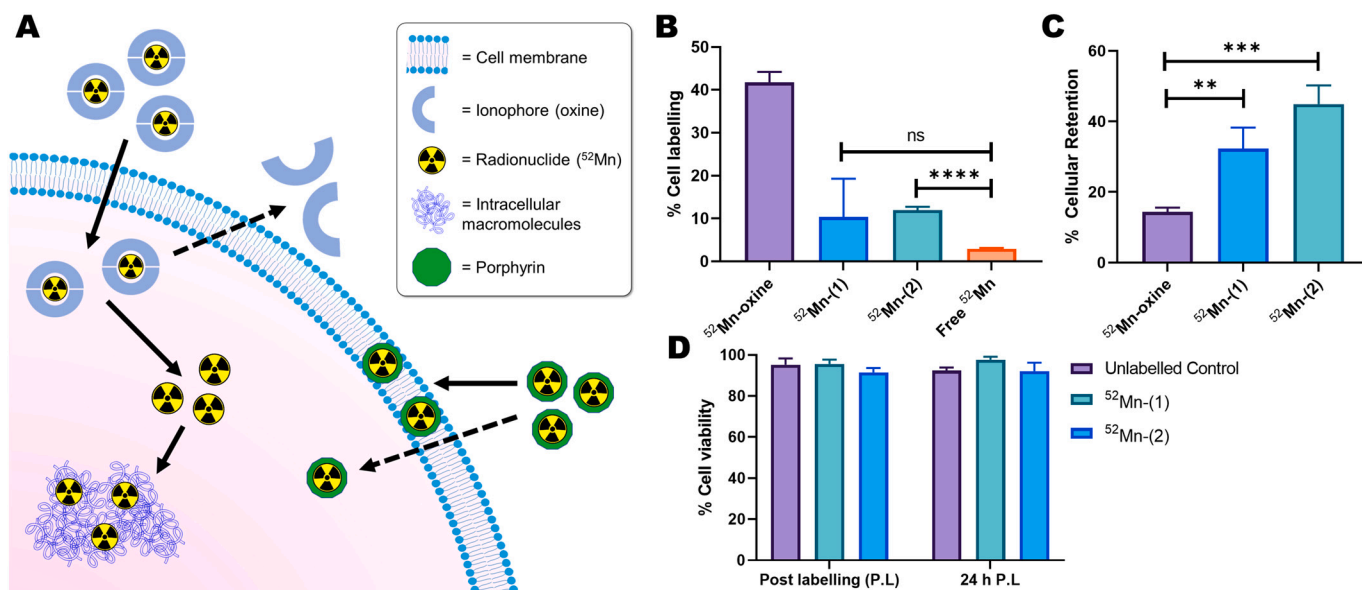 A
= Cell membrane
= Ionophore (oxine)
= Radionuclide (⁵²Mn)
= Intracellular
macromolecules
= Porphyrin
B
% Cell labelling
50
40
30
20
10
0
ns
****
⁵²Mn-oxine
⁵²Mn-(1)
⁵²Mn-(2)
Free ⁵²Mn
C
% Cellular Retention
60
40
20
0
***
**
⁵²Mn-oxine
⁵²Mn-(1)
⁵²Mn-(2)
D
% Cell viability
100
80
60
40
20
0
Post labelling (P.L)
24 h P.L
Unlabelled Control
⁵²Mn-(1)
⁵²Mn-(2)